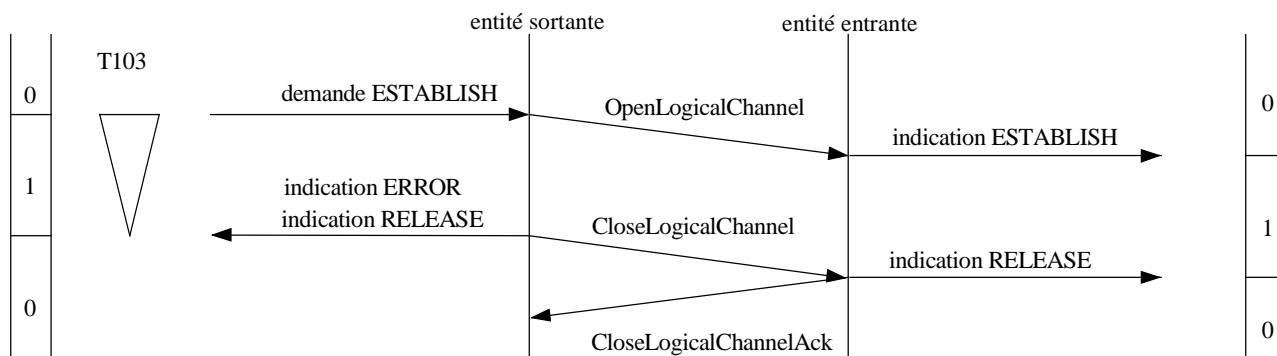 entité sortante
entité entrante
T103
0
demande ESTABLISH
OpenLogicalChannel
0
indication ESTABLISH
1
indication ERROR
indication RELEASE
CloseLogicalChannel
1
indication RELEASE
0
CloseLogicalChannelAck
0